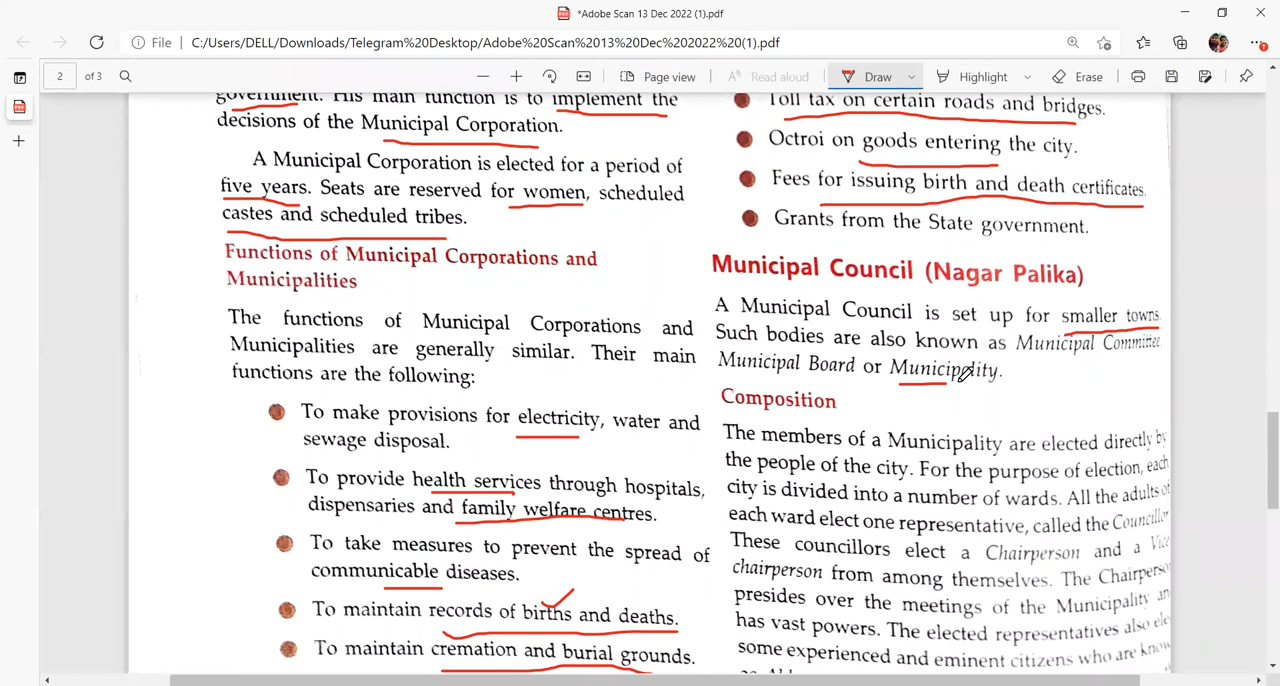 *Adobe Scan 13 Dec 2022 (1).pdf
File C:/Users/DELL/Downloads/Telegram%20Desktop/Adobe%20Scan%2013%20Dec%202022%20(1).pdf
2 of 3 Page view Read aloud Draw Highlight Erase
government. His main function is to implement the
decisions of the Municipal Corporation.
A Municipal Corporation is elected for a period of
five years. Seats are reserved for women, scheduled
castes and scheduled tribes.
Functions of Municipal Corporations and
Municipalities
The functions of Municipal Corporations and
Municipalities are generally similar. Their main
functions are the following:
To make provisions for electricity, water and
sewage disposal.
To provide health services through hospitals,
dispensaries and family welfare centres.
To take measures to prevent the spread of
communicable diseases.
To maintain records of births and deaths.
To maintain cremation and burial grounds.
Toll tax on certain roads and bridges.
Octroi on goods entering the city.
Fees for issuing birth and death certificates.
Grants from the State government.
Municipal Council (Nagar Palika)
A Municipal Council is set up for smaller towns.
Such bodies are also known as Municipal Committee,
Municipal Board or Municipality.
Composition
The members of a Municipality are elected directly by
the people of the city. For the purpose of election, each
city is divided into a number of wards. All the adults of
each ward elect one representative, called the Councillor
These councillors elect a Chairperson and a Vice
chairperson from among themselves. The Chairperso
presides over the meetings of the Municipality an
has vast powers. The elected representatives also ele
some experienced and eminent citizens who are know